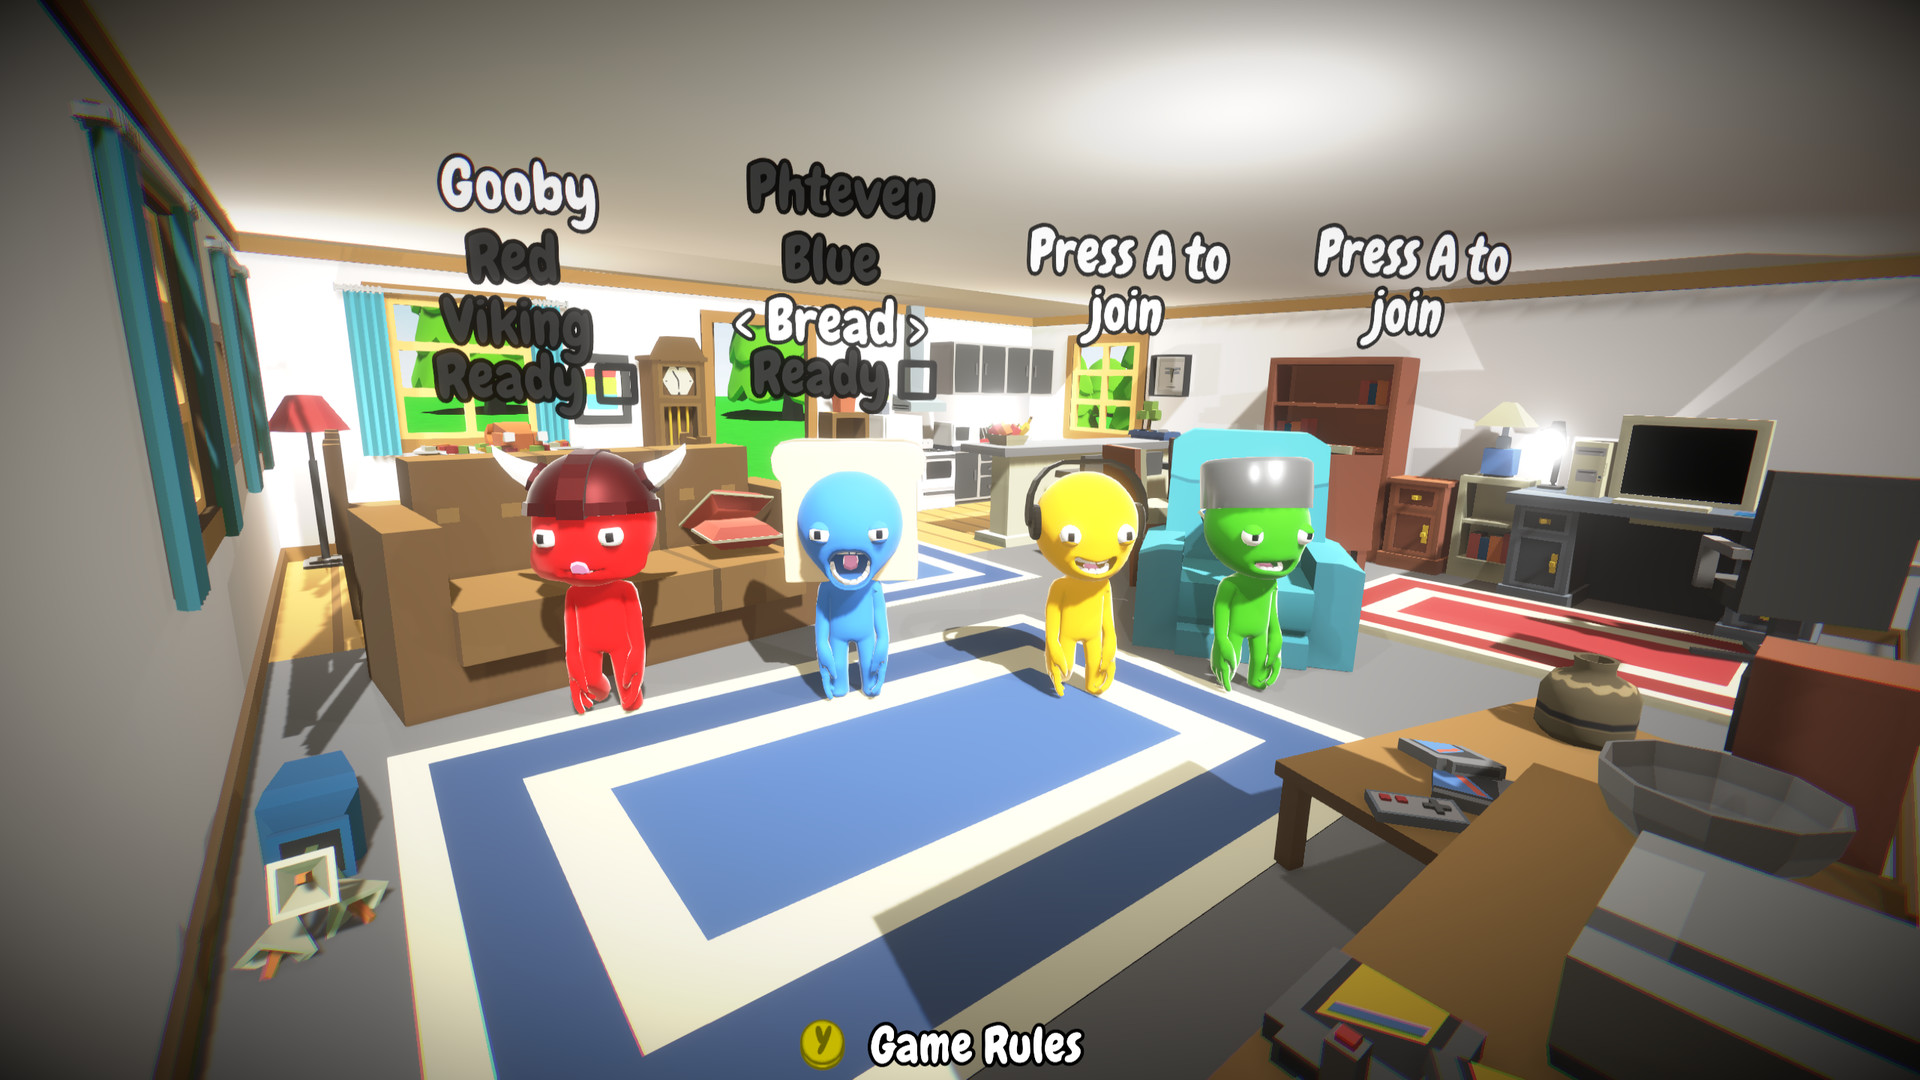 Gooby
Red
Viking
Ready
Phteven
Blue
< Bread >
Ready
Press A to
join
Press A to
join
Y Game Rules